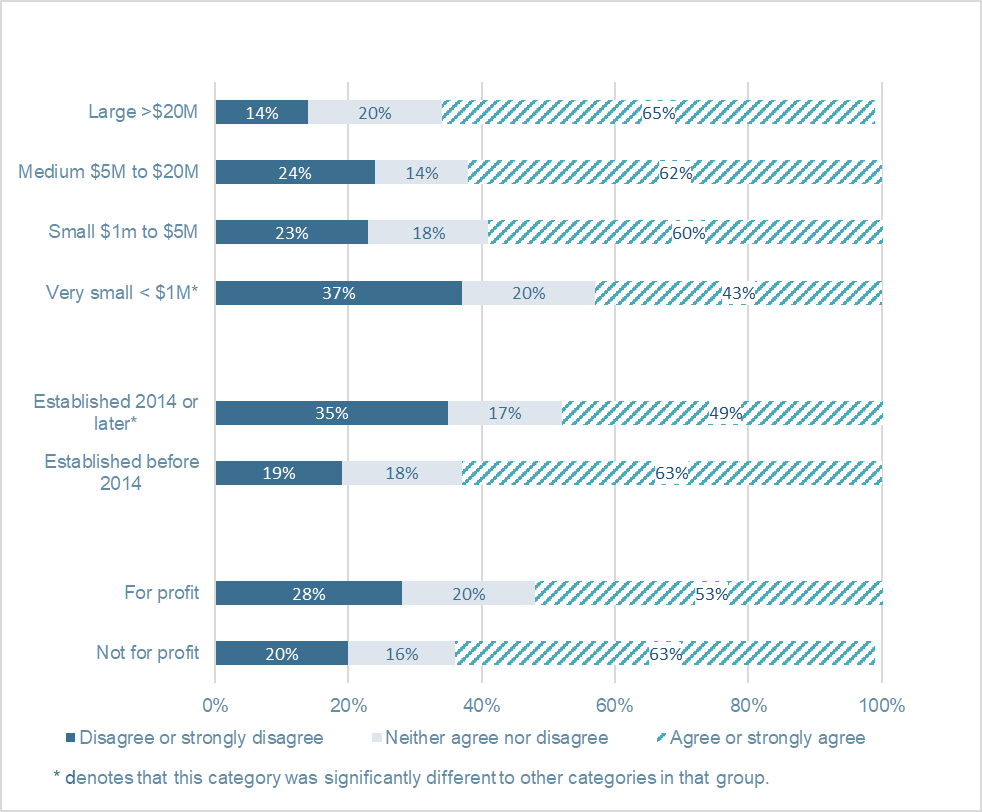 Large >$20M 14% 20% 65%
Medium $5M to $20M 24% 14% 62%
Small $1m to $5M 23% 18% 60%
Very small < $1M* 37% 20% 43%
Established 2014 or
later* 35% 17% 49%
Established before
2014 19% 18% 63%
For profit 28% 20% 53%
Not for profit 20% 16% 63%
0% 20% 40% 60% 80% 100%
Disagree or strongly disagree Neither agree nor disagree Agree or strongly agree
* denotes that this category was significantly different to other categories in that group.